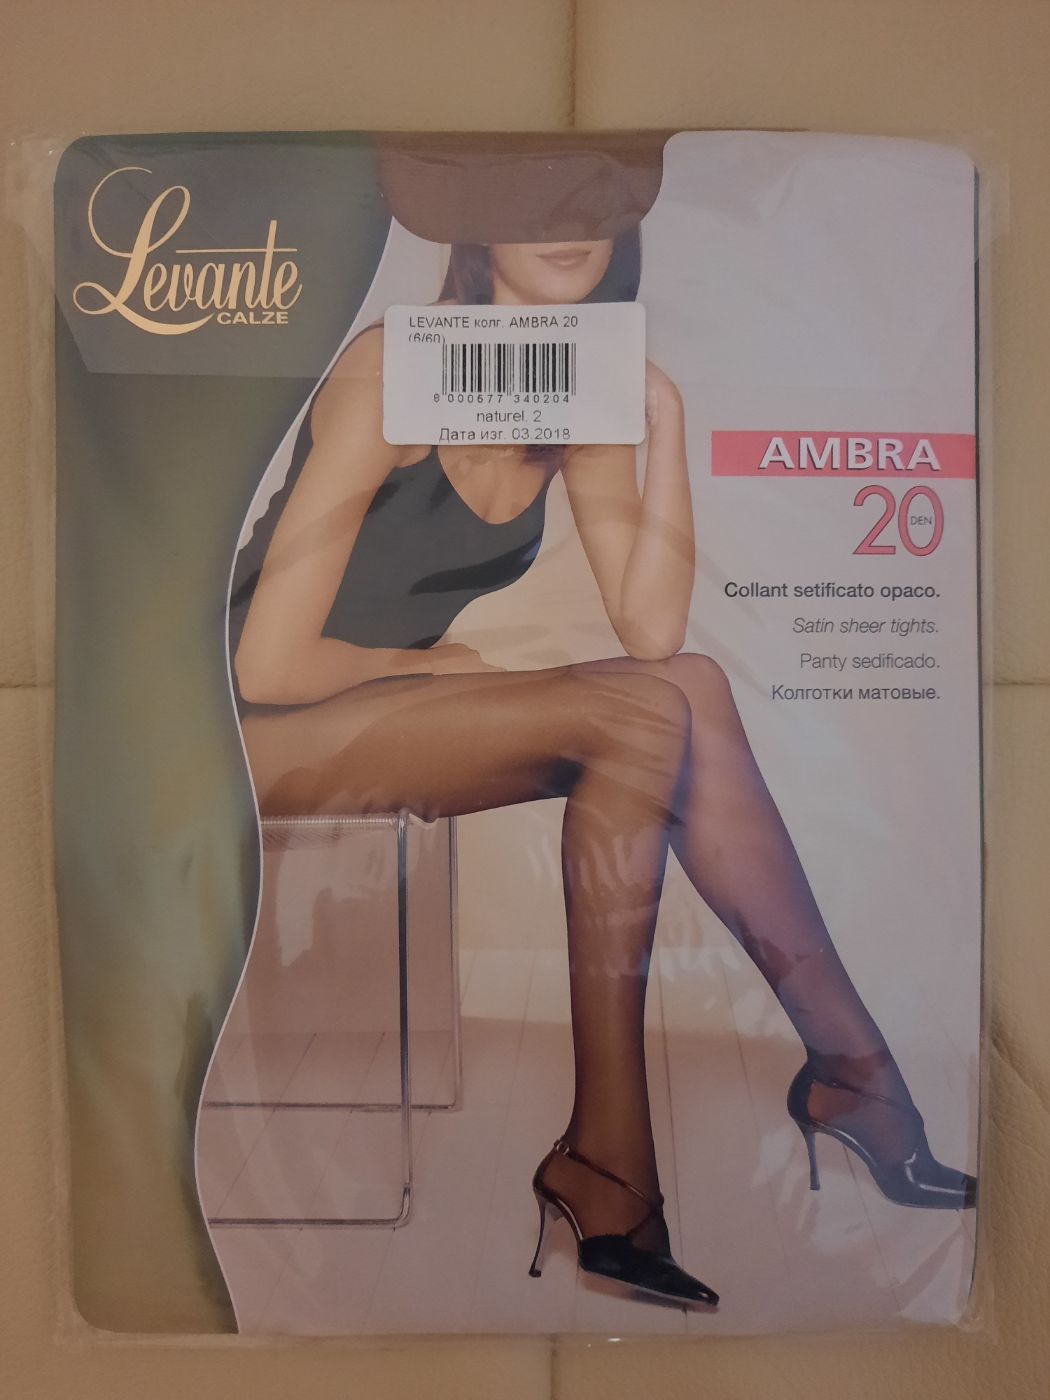 Levante
CALZE
LEVANTE колг. AMBRA 20
(6/60)
8 000577 340204
naturel. 2
Дата изг. 03.2018
AMBRA
20
DEN
Collant setificato opaco.
Satin sheer tights.
Panty sedificado.
Колготки матовые.